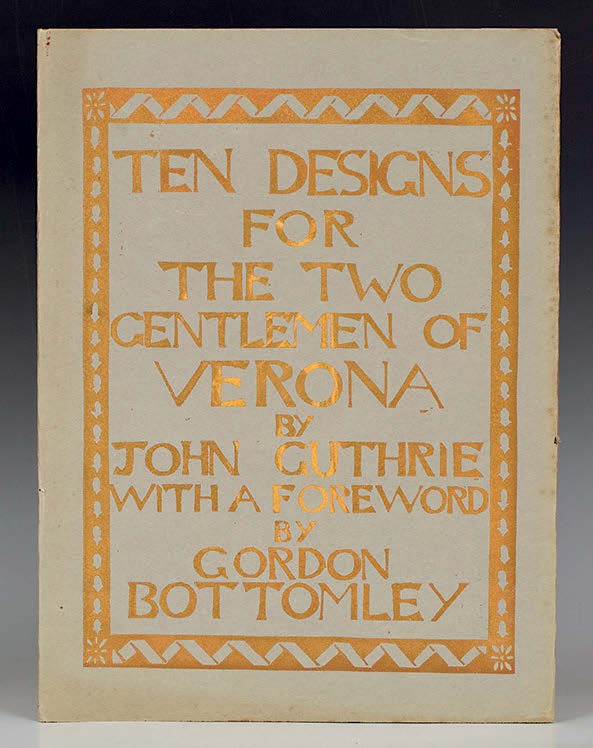 TEN DESIGNS
FOR
THE TWO
GENTLEMEN OF
VERONA
BY
JOHN GUTHRIE
WITH A FOREWORD
BY
GORDON
BOTTOMLEY